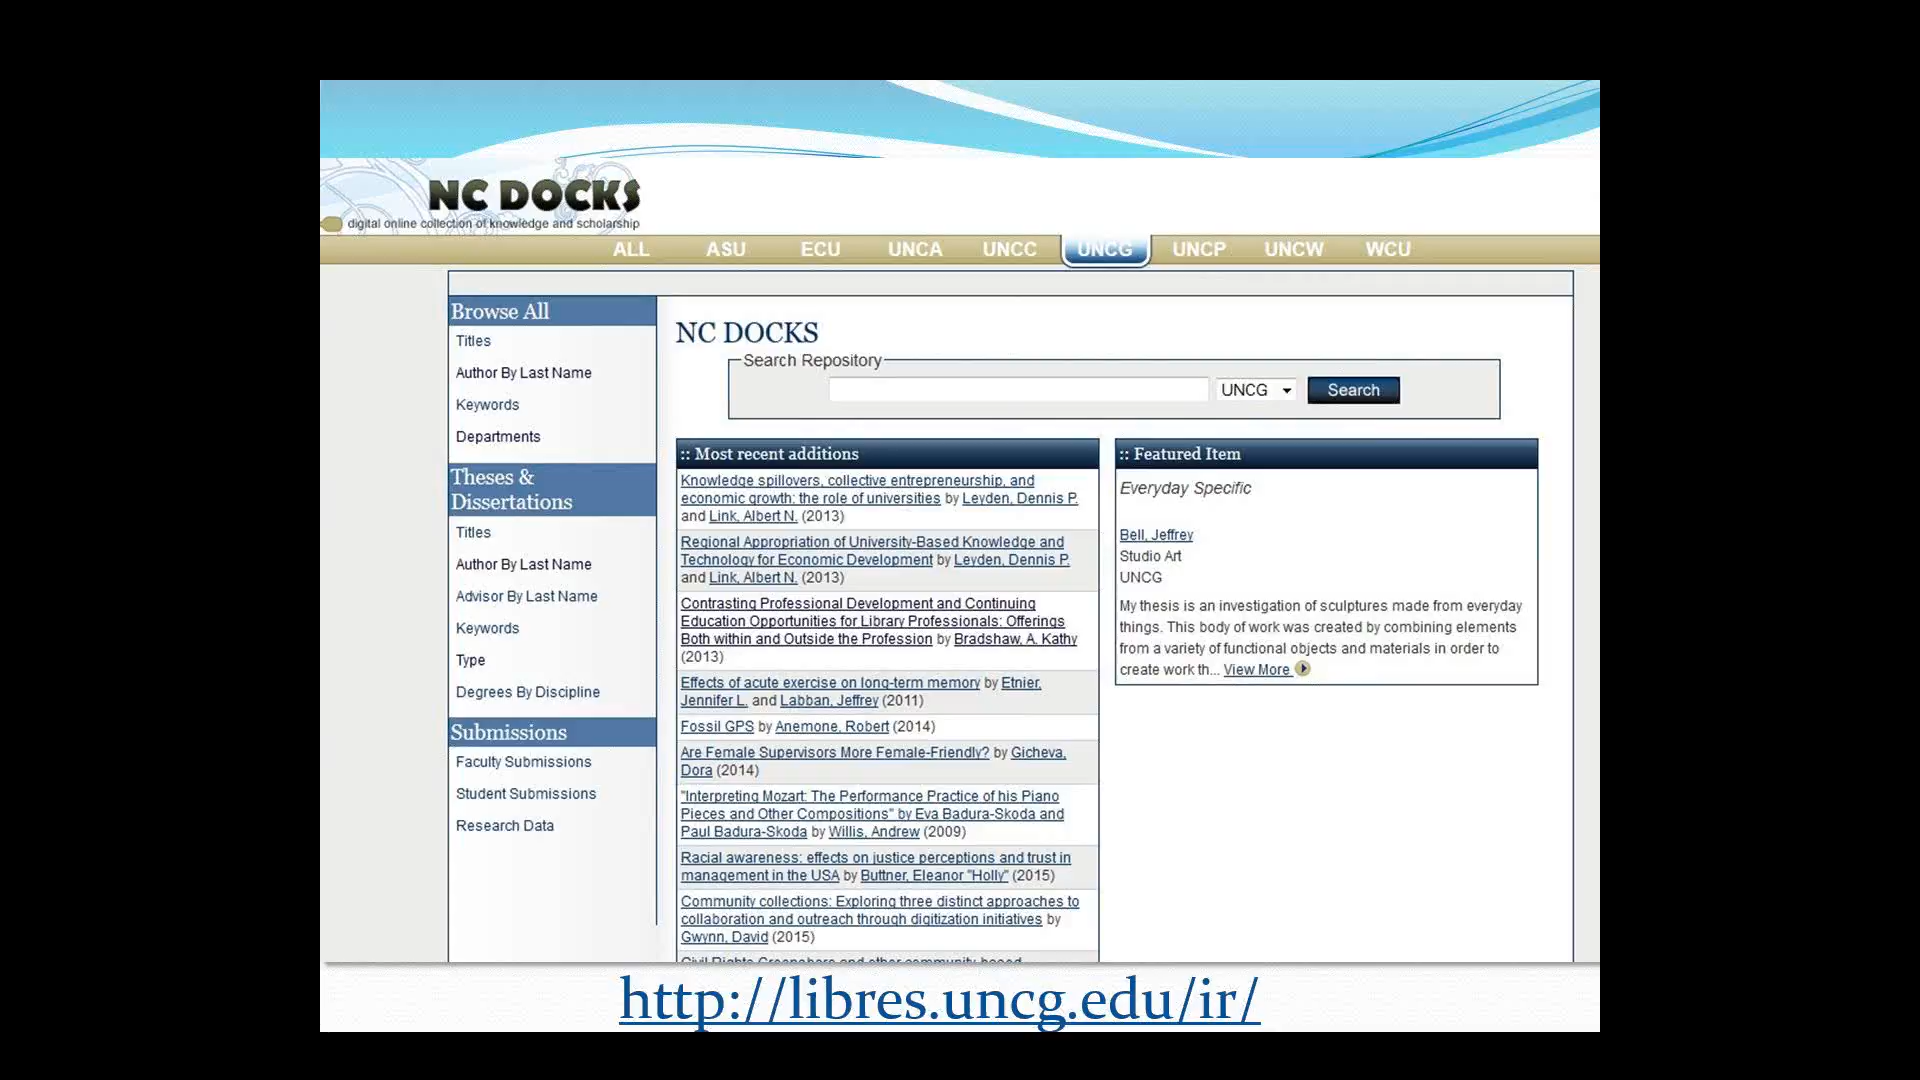 NC DOCKS
digital online collection of knowledge and scholarship
ALL ASU ECU UNCA UNCC UNCG UNCP UNCW WCU
Browse All
Titles
Author By Last Name
Keywords
Departments
Theses &
Dissertations
Titles
Author By Last Name
Advisor By Last Name
Keywords
Type
Degrees By Discipline
Submissions
Faculty Submissions
Student Submissions
Research Data
NC DOCKS
Search Repository
UNCG Search
:: Most recent additions
Knowledge spillovers, collective entrepreneurship, and
economic growth: the role of universities by Leyden, Dennis P.
and Link, Albert N. (2013)
Regional Appropriation of University-Based Knowledge and
Technology for Economic Development by Leyden, Dennis P.
and Link, Albert N. (2013)
Contrasting Professional Development and Continuing
Education Opportunities for Library Professionals: Offerings
Both within and Outside the Profession by Bradshaw, A. Kathy
(2013)
Effects of acute exercise on long-term memory by Etnier,
Jennifer L. and Labban, Jeffrey (2011)
Fossil GPS by Anemone, Robert (2014)
Are Female Supervisors More Female-Friendly? by Gicheva,
Dora (2014)
"Interpreting Mozart: The Performance Practice of his Piano
Pieces and Other Compositions" by Eva Badura-Skoda and
Paul Badura-Skoda by Willis, Andrew (2009)
Racial awareness: effects on justice perceptions and trust in
management in the USA by Buttner, Eleanor "Holly" (2015)
Community collections: Exploring three distinct approaches to
collaboration and outreach through digitization initiatives by
Gwynn, David (2015)
Civil Rights Greensboro and other community-based
:: Featured Item
Everyday Specific
Bell, Jeffrey
Studio Art
UNCG
My thesis is an investigation of sculptures made from everyday
things. This body of work was created by combining elements
from a variety of functional objects and materials in order to
create work th... View More
http://libres.uncg.edu/ir/